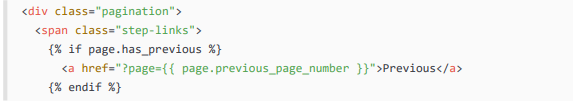 <div class="pagination">
<span class="step-links">
{% if page.has_previous %}
<a href="?page={{ page.previous_page_number }}">Previous</a>
{% endif %}